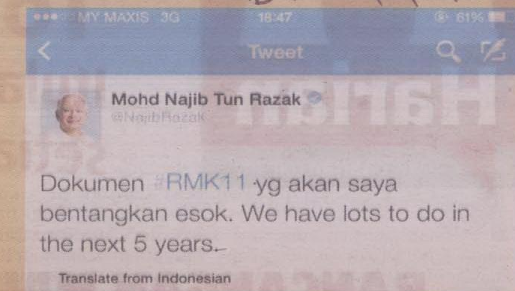 MY MAXIS 3G 18:47 61%
Tweet
Mohd Najib Tun Razak
@NajibRazak
Dokumen #RMK11 yg akan saya
bentangkan esok. We have lots to do in
the next 5 years.
Translate from Indonesian